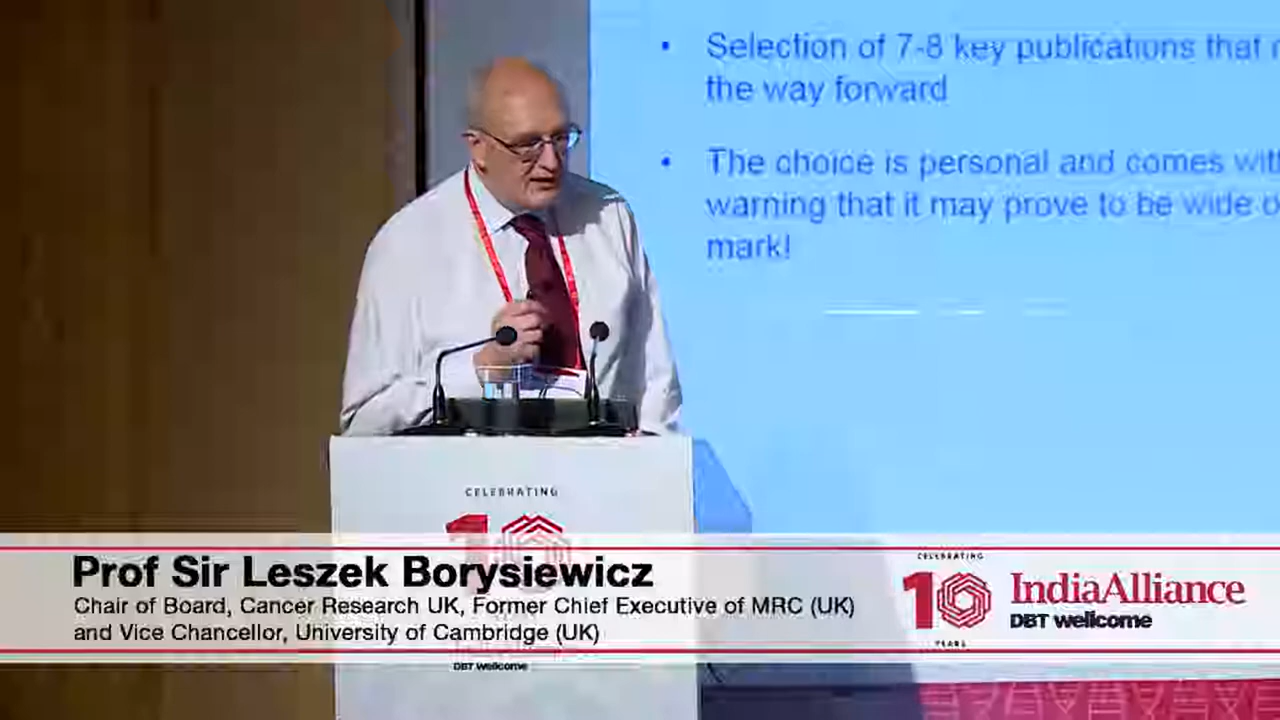 Selection of 7-8 key publications that
the way forward
The choice is personal and comes with
warning that it may prove to be wide
mark!
CELEBRATING
10
Prof Sir Leszek Borysiewicz
Chair of Board, Cancer Research UK, Former Chief Executive of MRC (UK)
and Vice Chancellor, University of Cambridge (UK)
CELEBRATING
10
YEARS
IndiaAlliance
DBT wellcome
DBT wellcome